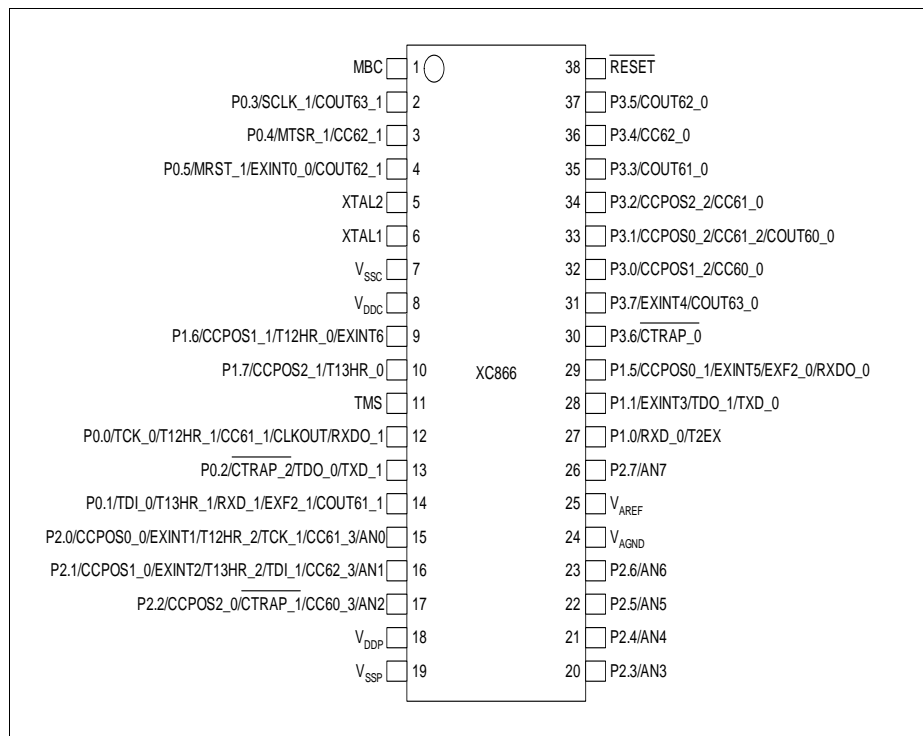 MBC 1 38 RESET
P0.3/SCLK_1/COUT63_1 2 37 P3.5/COUT62_0
P0.4/MTSR_1/CC62_1 3 36 P3.4/CC62_0
P0.5/MRST_1/EXINT0_0/COUT62_1 4 35 P3.3/COUT61_0
XTAL2 5 34 P3.2/CCPOS2_2/CC61_0
XTAL1 6 33 P3.1/CCPOS0_2/CC61_2/COUT60_0
VSSC 7 32 P3.0/CCPOS1_2/CC60_0
VDDC 8 31 P3.7/EXINT4/COUT63_0
P1.6/CCPOS1_1/T12HR_0/EXINT6 9 30 P3.6/CTRAP_0
P1.7/CCPOS2_1/T13HR_0 10 XC866 29 P1.5/CCPOS0_1/EXINT5/EXF2_0/RXDO_0
TMS 11 28 P1.1/EXINT3/TDO_1/TXD_0
P0.0/TCK_0/T12HR_1/CC61_1/CLKOUT/RXDO_1 12 27 P1.0/RXD_0/T2EX
P0.2/CTRAP_2/TDO_0/TXD_1 13 26 P2.7/AN7
P0.1/TDI_0/T13HR_1/RXD_1/EXF2_1/COUT61_1 14 25 VAREF
P2.0/CCPOS0_0/EXINT1/T12HR_2/TCK_1/CC61_3/AN0 15 24 VAGND
P2.1/CCPOS1_0/EXINT2/T13HR_2/TDI_1/CC62_3/AN1 16 23 P2.6/AN6
P2.2/CCPOS2_0/CTRAP_1/CC60_3/AN2 17 22 P2.5/AN5
VDDP 18 21 P2.4/AN4
VSSP 19 20 P2.3/AN3